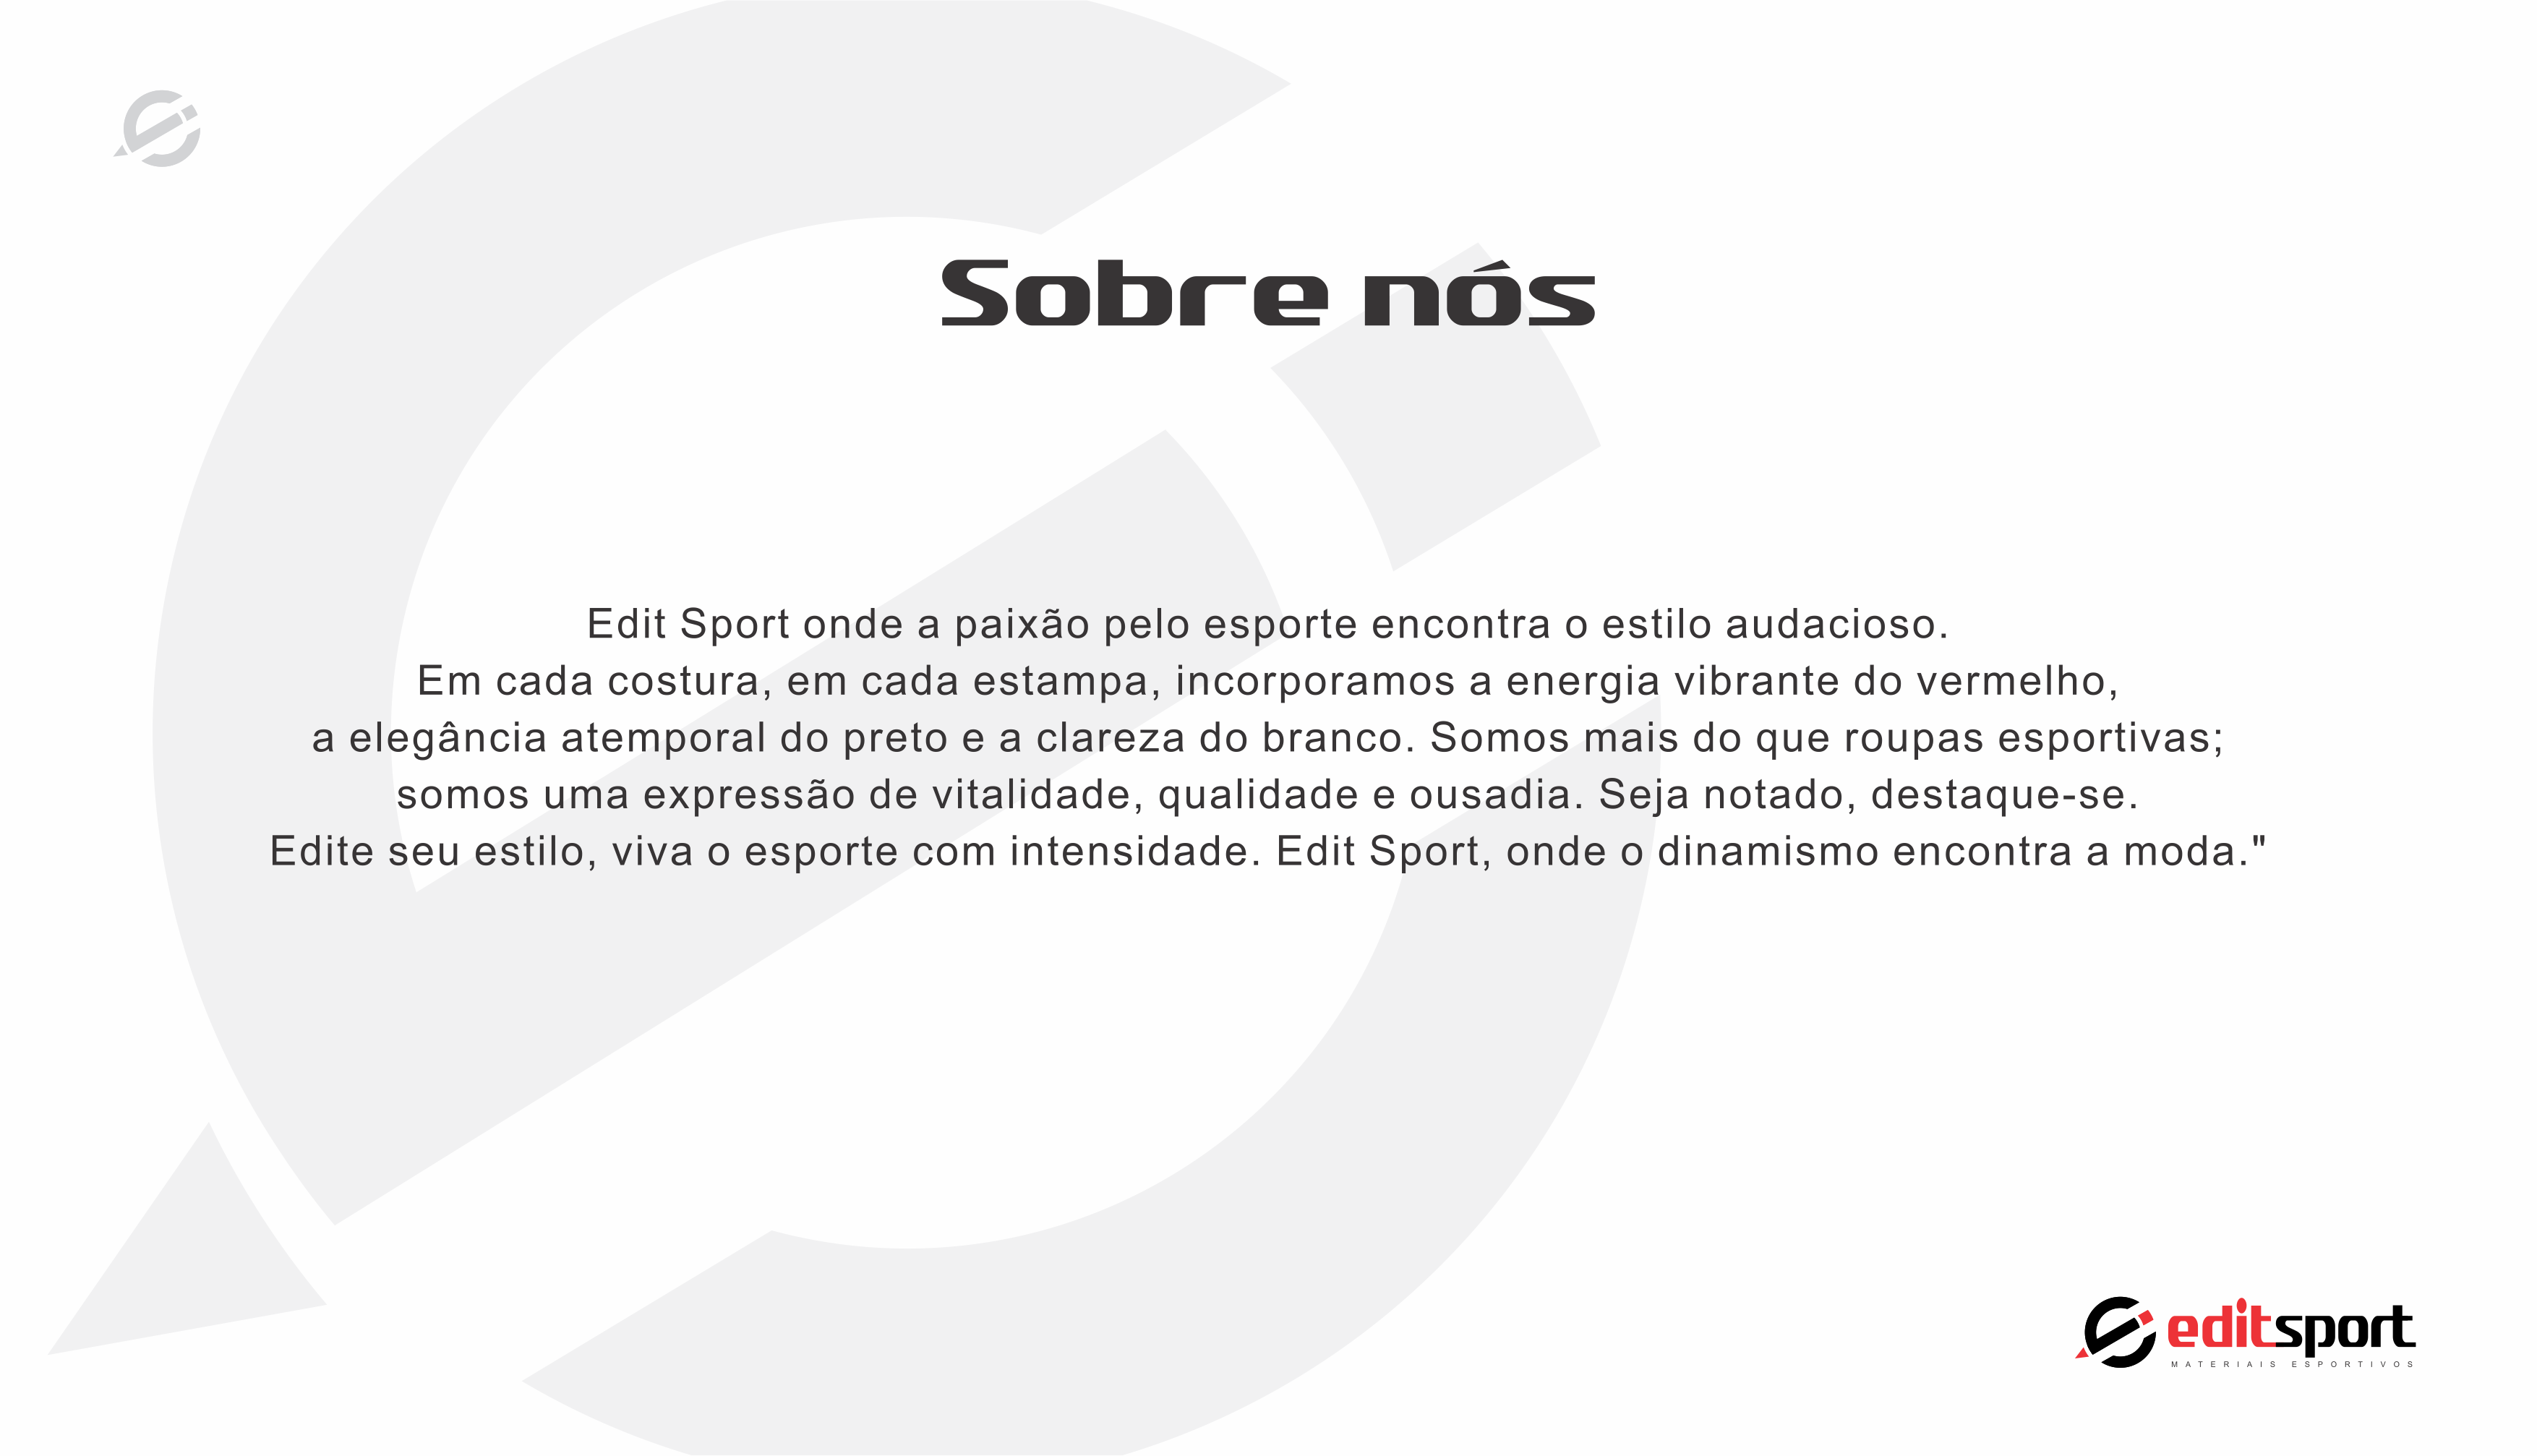 Sobre nós
Edit Sport onde a paixão pelo esporte encontra o estilo audacioso.
Em cada costura, em cada estampa, incorporamos a energia vibrante do vermelho,
a elegância atemporal do preto e a clareza do branco. Somos mais do que roupas esportivas;
somos uma expressão de vitalidade, qualidade e ousadia. Seja notado, destaque-se.
Edite seu estilo, viva o esporte com intensidade. Edit Sport, onde o dinamismo encontra a moda."
editsport
MATERIAIS ESPORTIVOS